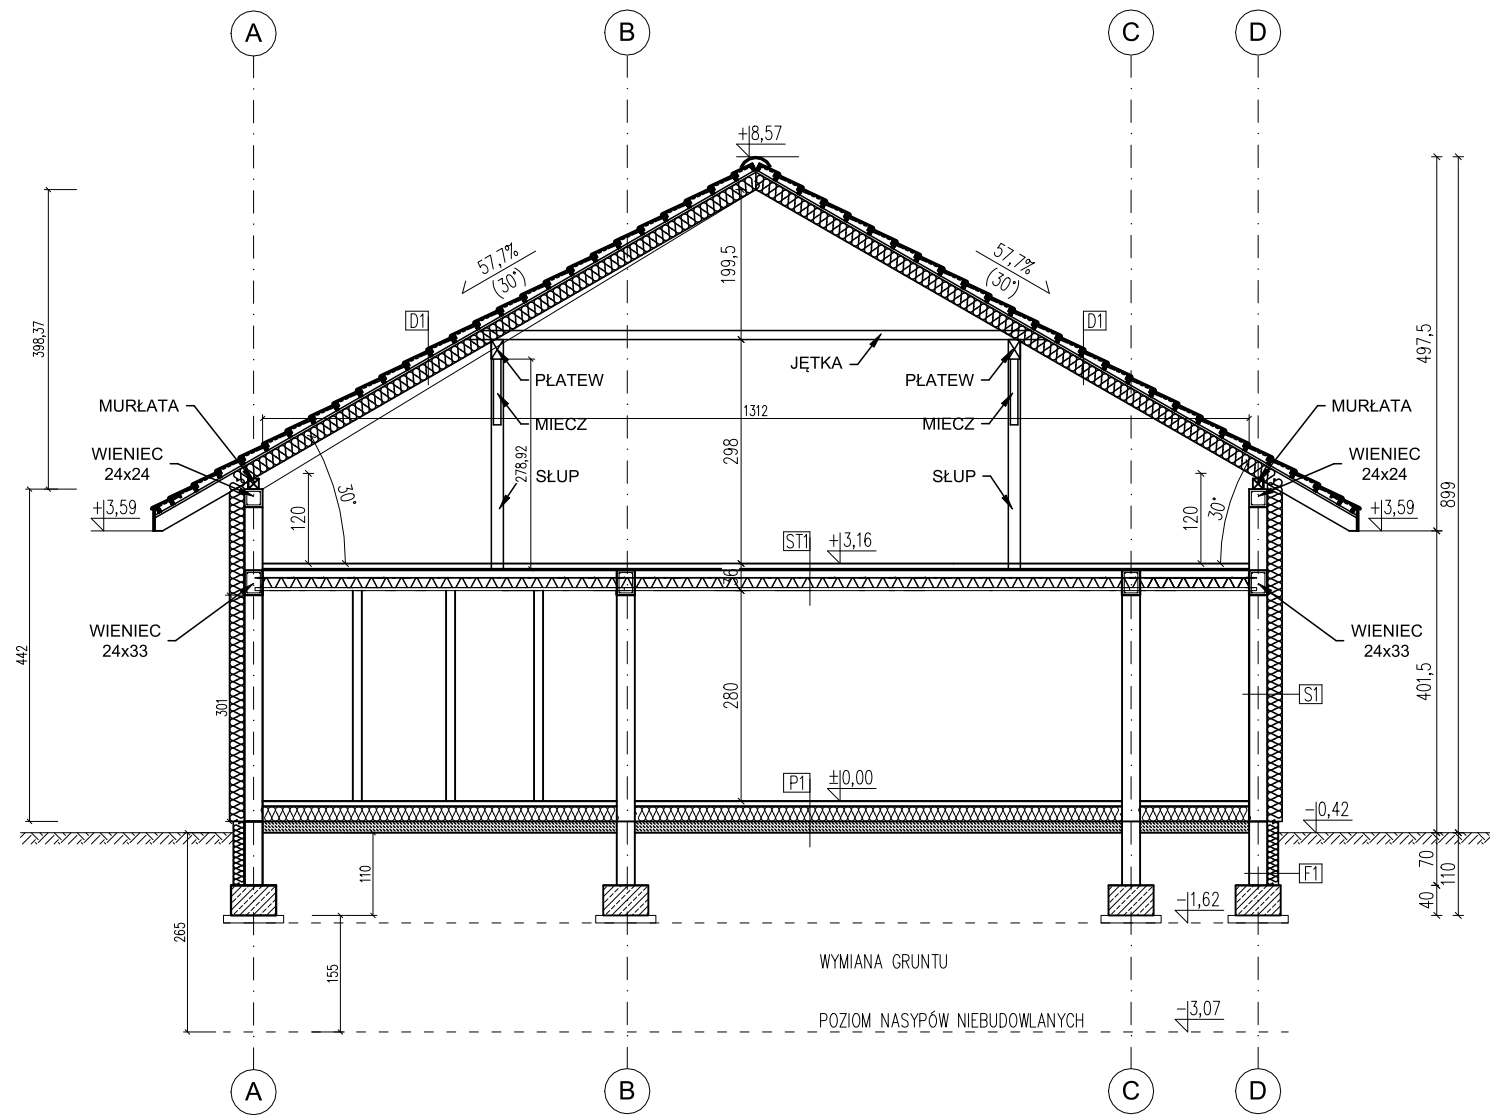 A
B
C
D
+8,57
57,7%
(30°)
57,7%
(30°)
199,5
D1
D1
398,37
497,5
JĘTKA
PŁATEW
PŁATEW
MURŁATA
MURŁATA
1312
MIECZ
MIECZ
WIENIEC
24x24
WIENIEC
24x24
298
278,92
SŁUP
SŁUP
30°
30°
899
+3,59
+3,59
120
120
ST1
+3,16
36
WIENIEC
24x33
WIENIEC
24x33
442
401,5
280
301
S1
P1
±0,00
-0,42
70
110
110
F1
40
-1,62
265
155
WYMIANA GRUNTU
POZIOM NASYPÓW NIEBUDOWLANYCH
-3,07
A
B
C
D